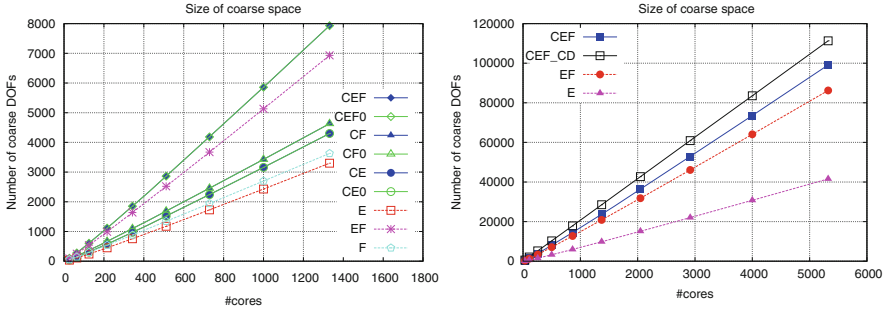 Size of coarse space
8000
7000
6000
5000
4000
3000
2000
1000
0
Number of coarse DOFs
CEF
CEF0
CF
CF0
CE
CE0
E
EF
F
0 200 400 600 800 1000 1200 1400 1600 1800
#cores
Size of coarse space
120000
100000
80000
60000
40000
20000
0
Number of coarse DOFs
CEF
CEF_CD
EF
E
0 1000 2000 3000 4000 5000 6000
#cores